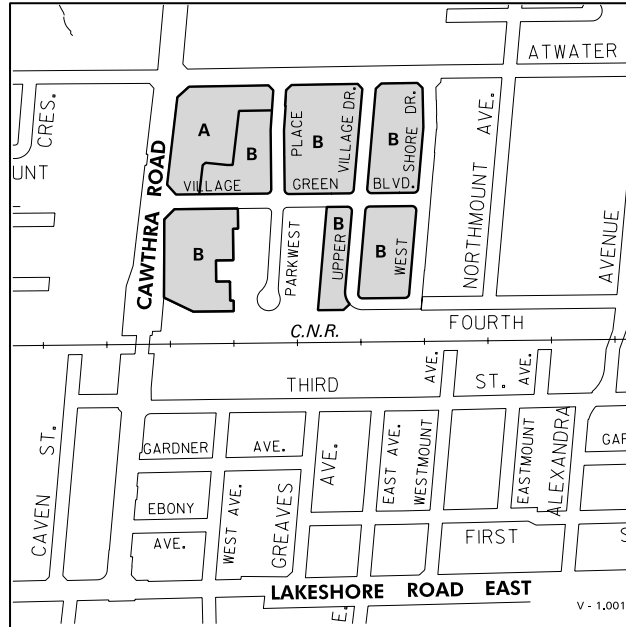 ATWATER
CRES.
UNT
CAWTHRA ROAD
A
B
VILLAGE GREEN BLVD.
PLACE
B
VILLAGE DR.
B
SHORE DR.
NORTHMOUNT AVE.
AVENUE
B
PARKWEST
B
UPPER
B
WEST
C.N.R.
FOURTH
THIRD ST.
AVE.
AVE.
CAVEN ST.
GARDNER AVE.
AVE.
EAST AVE.
WESTMOUNT
EASTMOUNT
ALEXANDRA
GAR
EBONY
AVE.
WEST AVE.
GREAVES
FIRST S
LAKESHORE ROAD EAST
E.
V - 1.001